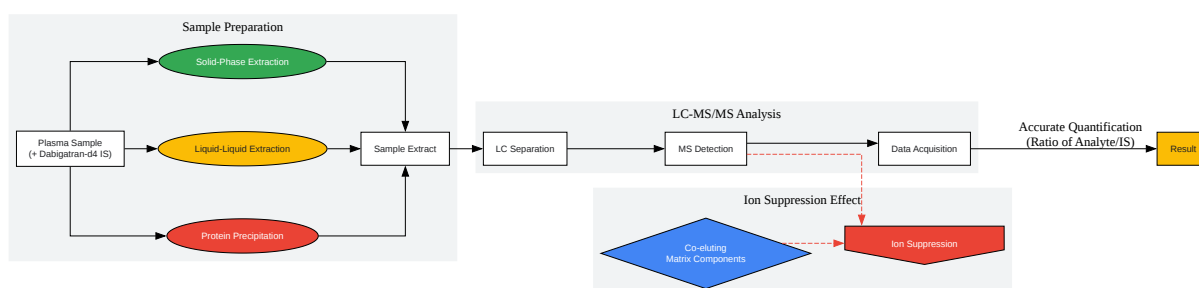 Sample Preparation
Solid-Phase Extraction
Plasma Sample
(+ Dabigatran-d4 IS)
Liquid-Liquid Extraction
Sample Extract
Protein Precipitation
LC-MS/MS Analysis
LC Separation
MS Detection
Data Acquisition
Accurate Quantification
(Ratio of Analyte/IS)
Result
Ion Suppression Effect
Co-eluting
Matrix Components
Ion Suppression